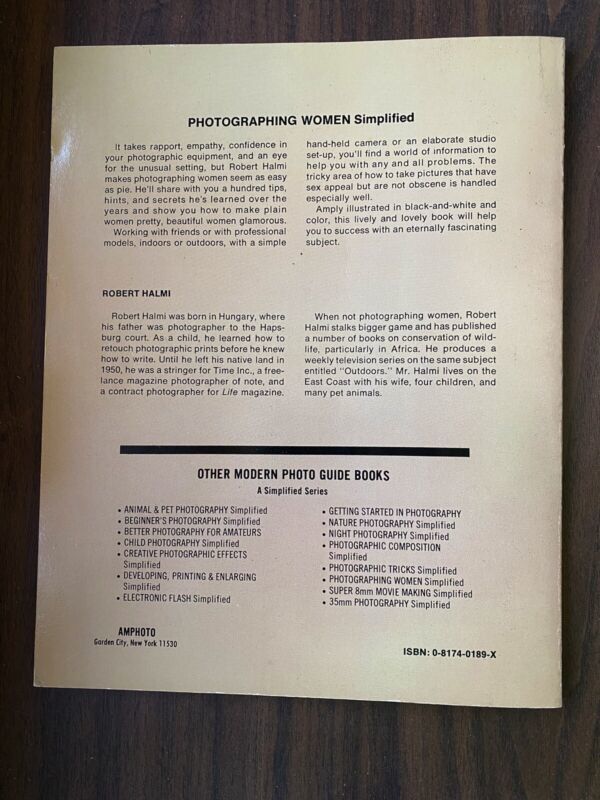 PHOTOGRAPHING WOMEN Simplified
It takes rapport, empathy, confidence in
your photographic equipment, and an eye
for the unusual setting, but Robert Halmi
makes photographing women seem as easy
as pie. He'll share with you a hundred tips,
hints, and secrets he's learned over the
years and show you how to make plain
women pretty, beautiful women glamorous.
Working with friends or with professional
models, indoors or outdoors, with a simple
hand-held camera or an elaborate studio
set-up, you'll find a world of information to
help you with any and all problems. The
tricky area of how to take pictures that have
sex appeal but are not obscene is handled
especially well.
Amply illustrated in black-and-white and
color, this lively and lovely book will help
you to success with an eternally fascinating
subject.
ROBERT HALMI
Robert Halmi was born in Hungary, where
his father was photographer to the Haps-
burg court. As a child, he learned how to
retouch photographic prints before he knew
how to write. Until he left his native land in
1950, he was a stringer for Time Inc., a free-
lance magazine photographer of note, and
a contract photographer for Life magazine.
When not photographing women, Robert
Halmi stalks bigger game and has published
a number of books on conservation of wild-
life, particularly in Africa. He produces a
weekly television series on the same subject
entitled "Outdoors." Mr. Halmi lives on the
East Coast with his wife, four children, and
many pet animals.
OTHER MODERN PHOTO GUIDE BOOKS
A Simplified Series
• ANIMAL & PET PHOTOGRAPHY Simplified
• BEGINNER'S PHOTOGRAPHY Simplified
• BETTER PHOTOGRAPHY FOR AMATEURS
• CHILD PHOTOGRAPHY Simplified
• CREATIVE PHOTOGRAPHIC EFFECTS
Simplified
• DEVELOPING, PRINTING & ENLARGING
Simplified
• ELECTRONIC FLASH Simplified
• GETTING STARTED IN PHOTOGRAPHY
• NATURE PHOTOGRAPHY Simplified
• NIGHT PHOTOGRAPHY Simplified
• PHOTOGRAPHIC COMPOSITION
Simplified
• PHOTOGRAPHIC TRICKS Simplified
• PHOTOGRAPHING WOMEN Simplified
• SUPER 8mm MOVIE MAKING Simplified
• 35mm PHOTOGRAPHY Simplified
AMPHOTO
Garden City, New York 11530
ISBN: 0-8174-0189-X